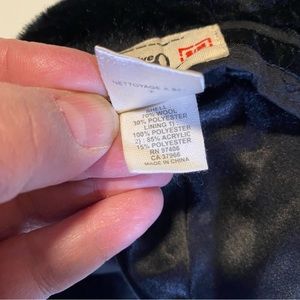 NETTOYAGE À SEC
SHELL
70% WOOL
30% POLYESTER
LINING 1) :
100% POLYESTER
2) : 85% ACRYLIC
15% POLYESTER
RN 97406
CA 37966
MADE IN CHINA